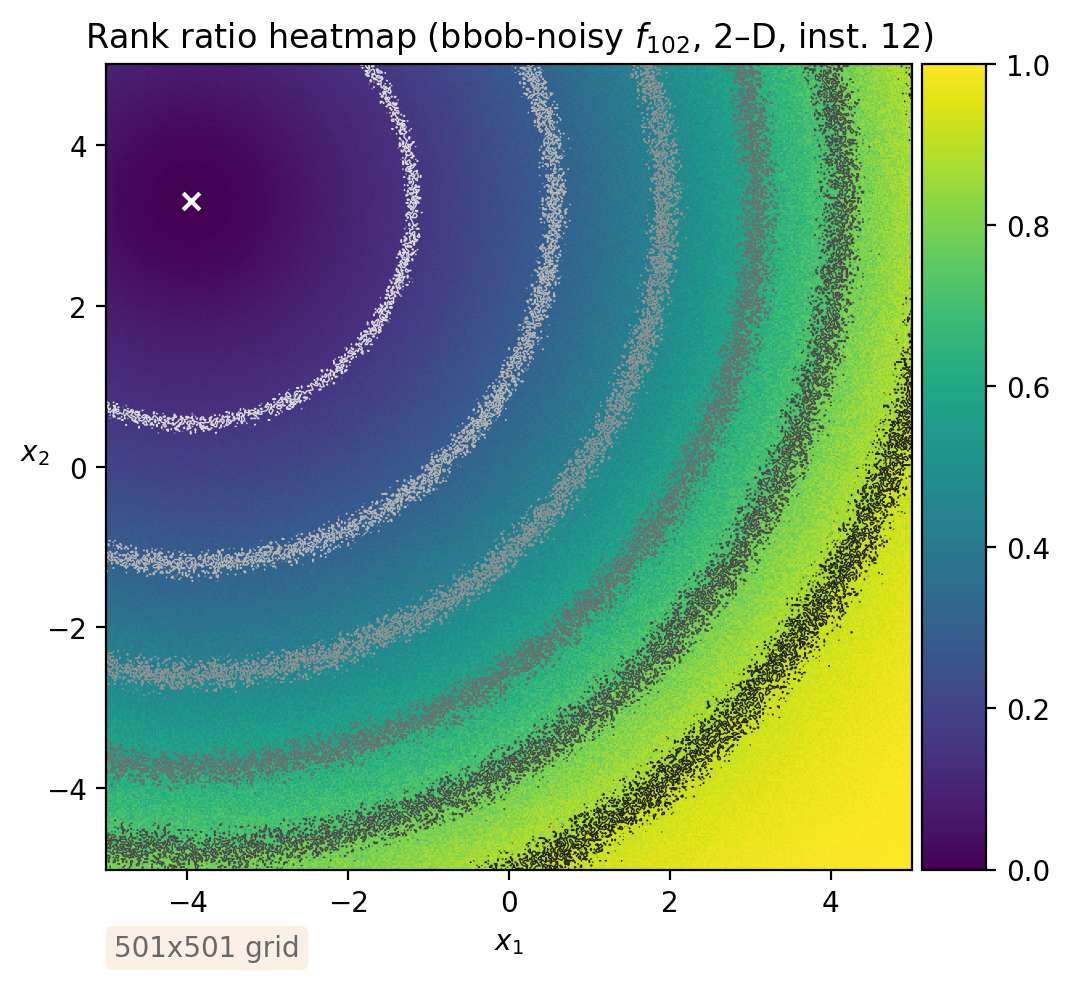 Rank ratio heatmap (bbob-noisy f102, 2–D, inst. 12)
1.0
0.8
0.6
0.4
0.2
0.0
4
2
0
−2
−4
x2
−4 −2 0 2 4
x1
501x501 grid